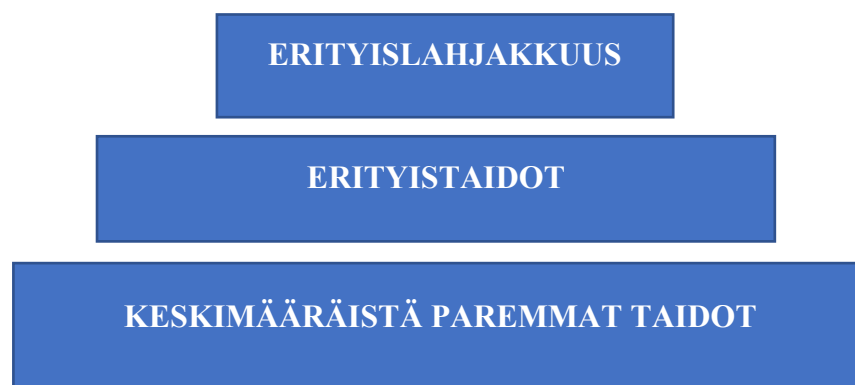 ERITYISLAHJAKKUUS
ERITYISTAIDOT
KESKIMÄÄRÄISTÄ PAREMMAT TAIDOT